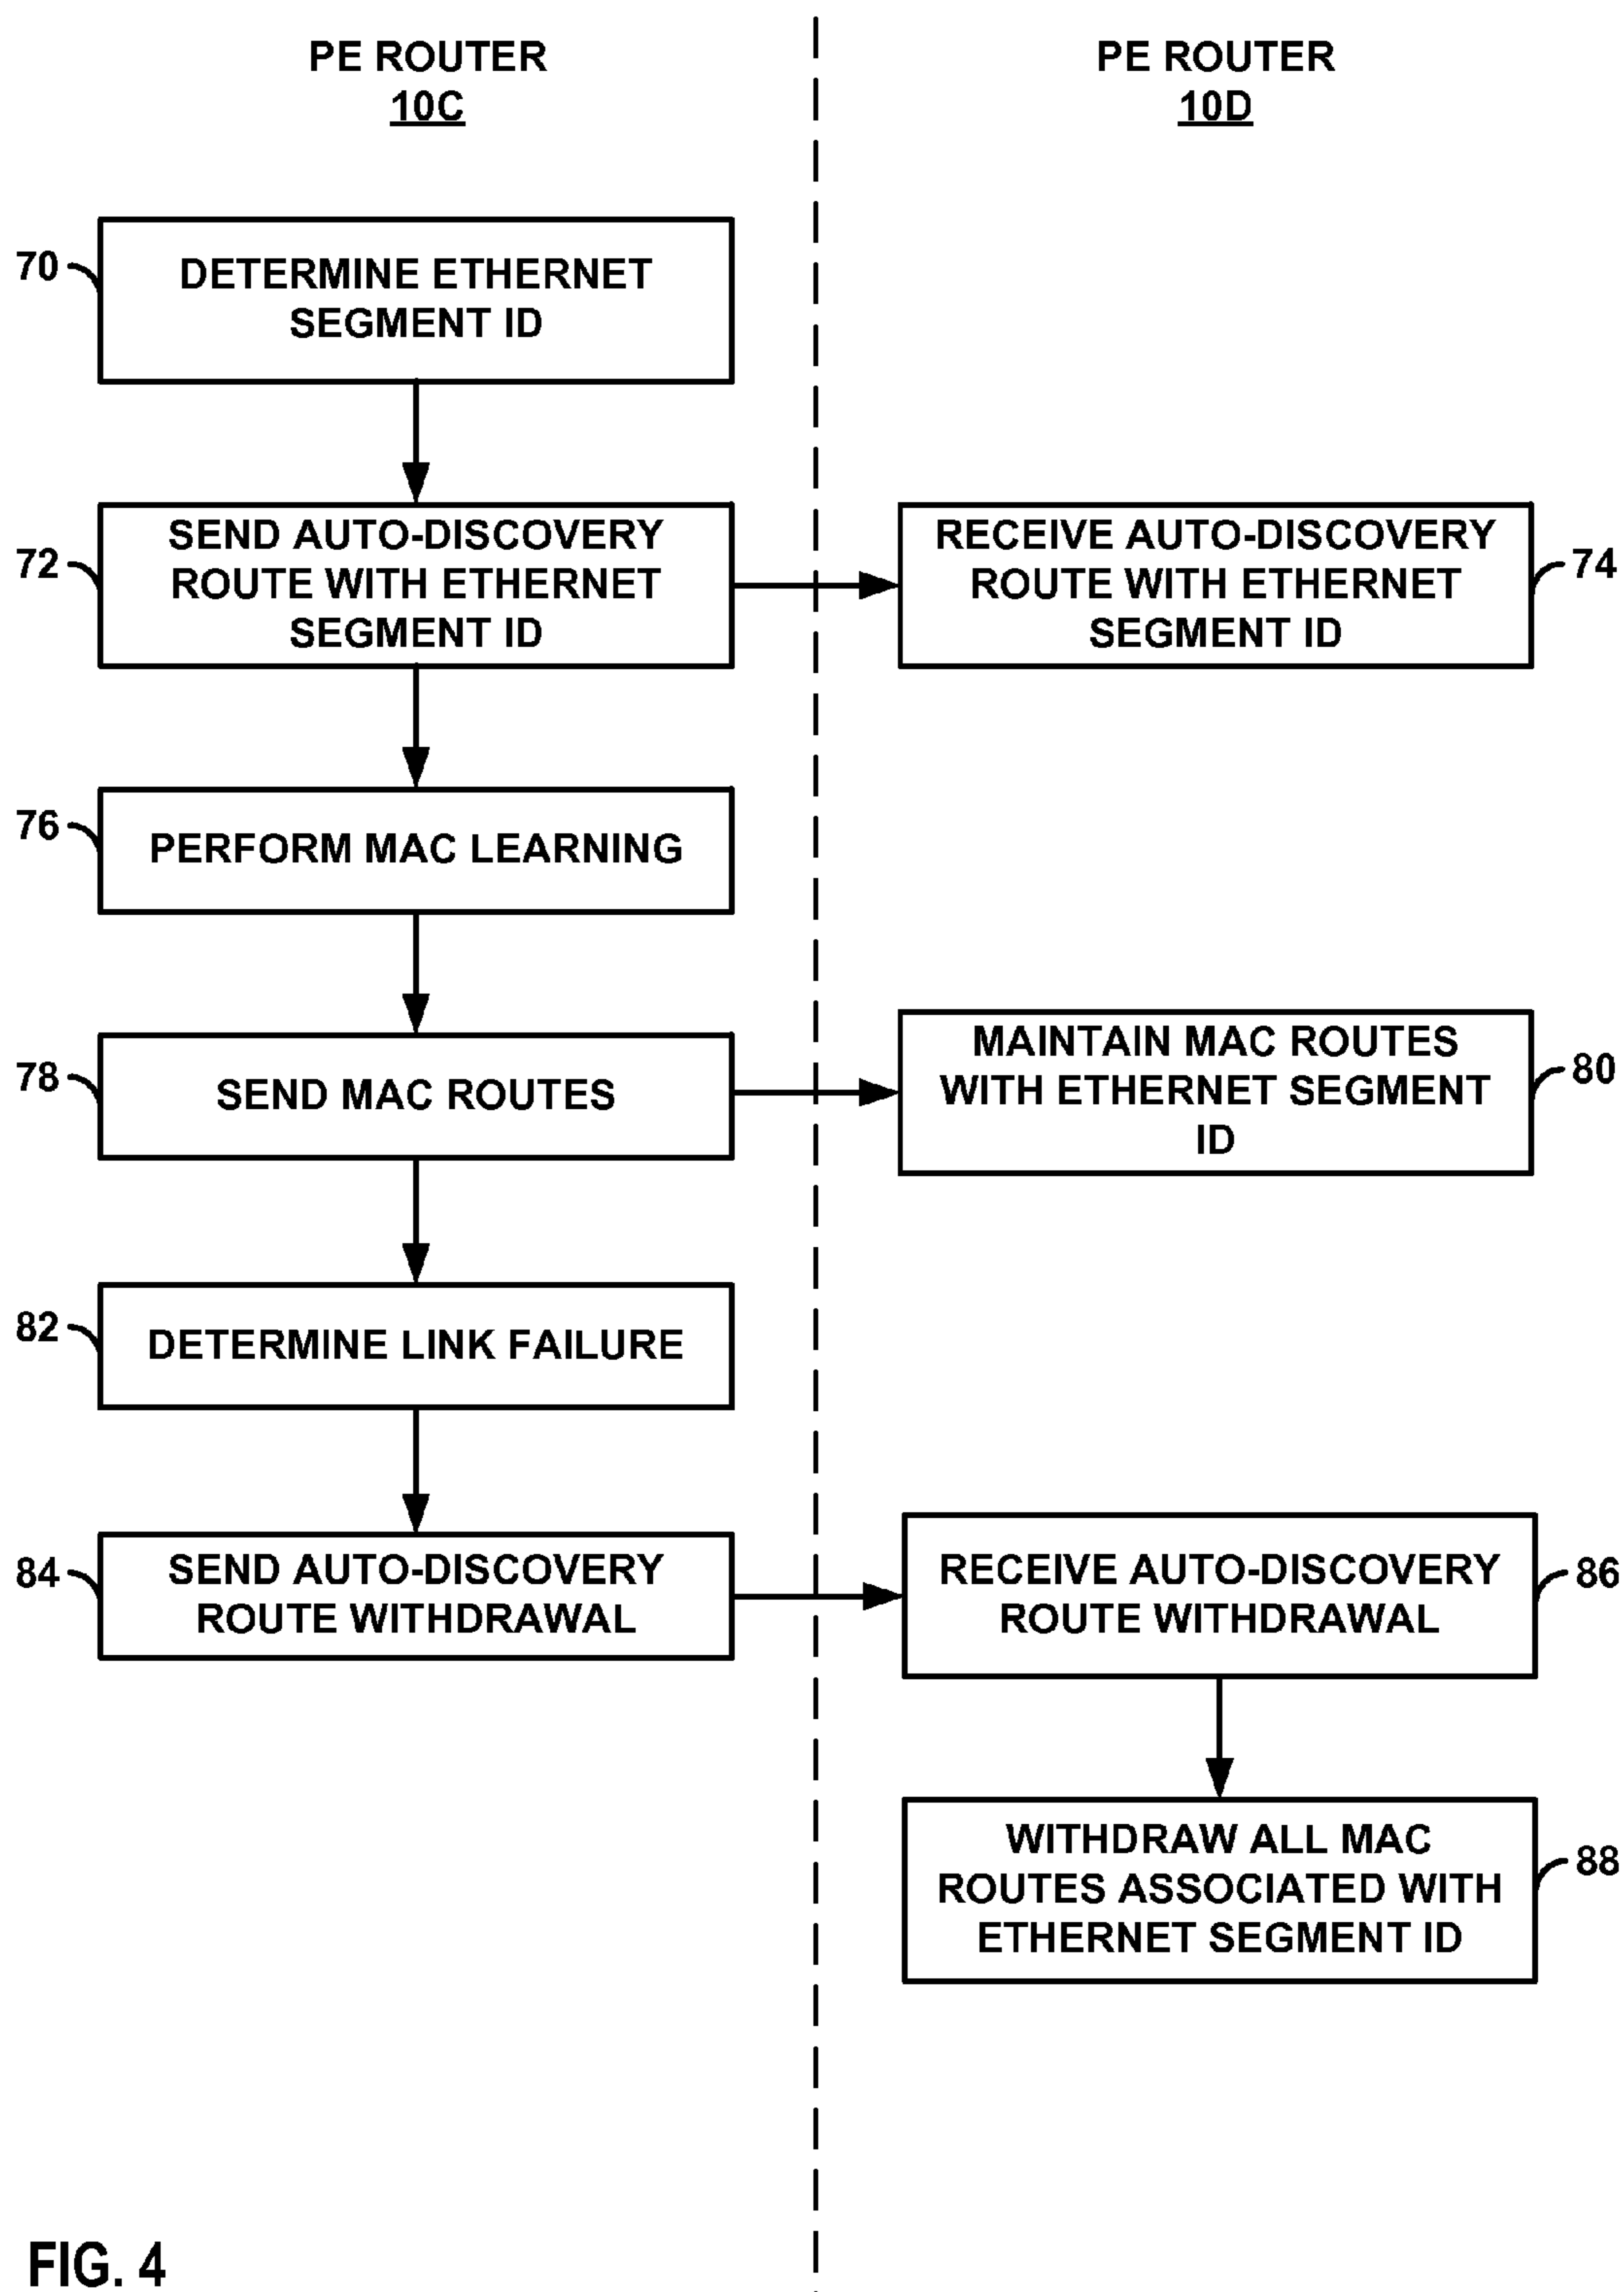 PE ROUTER
10C
PE ROUTER
10D
70
DETERMINE ETHERNET
SEGMENT ID
72
SEND AUTO-DISCOVERY
ROUTE WITH ETHERNET
SEGMENT ID
RECEIVE AUTO-DISCOVERY
ROUTE WITH ETHERNET
SEGMENT ID
74
76
PERFORM MAC LEARNING
78
SEND MAC ROUTES
MAINTAIN MAC ROUTES
WITH ETHERNET SEGMENT
ID
80
82
DETERMINE LINK FAILURE
84
SEND AUTO-DISCOVERY
ROUTE WITHDRAWAL
RECEIVE AUTO-DISCOVERY
ROUTE WITHDRAWAL
86
WITHDRAW ALL MAC
ROUTES ASSOCIATED WITH
ETHERNET SEGMENT ID
88
FIG. 4